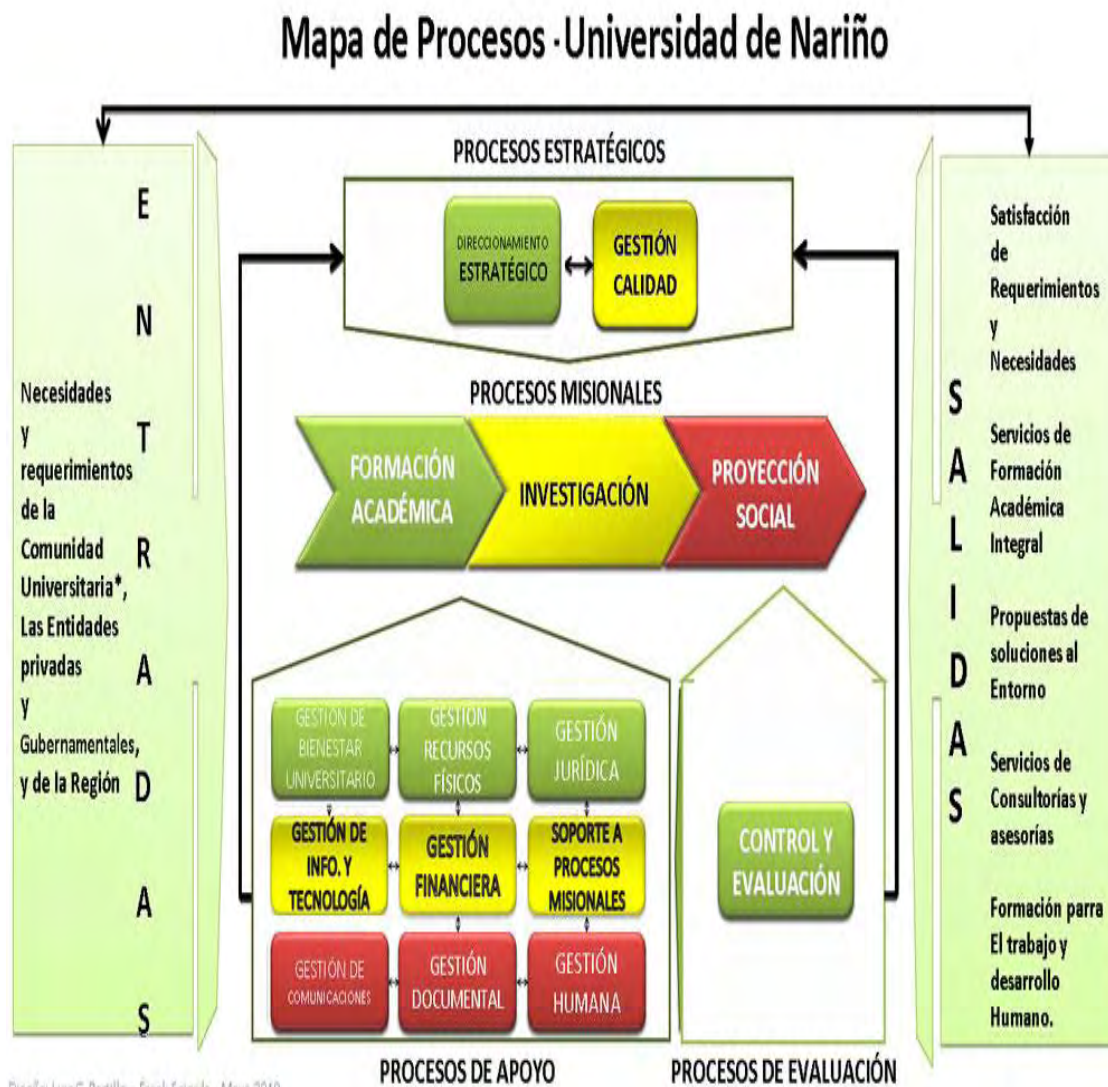 Mapa de Procesos -Universidad de Nariño
PROCESOS ESTRATÉGICOS
DIRECCIONAMIENTO
ESTRATÉGICO
GESTIÓN
CALIDAD
PROCESOS MISIONALES
FORMACIÓN
ACADÉMICA
INVESTIGACIÓN
PROYECCIÓN
SOCIAL
ENTRADAS
Necesidades
y
requerimientos
de la
Comunidad
Universitaria*,
Las Entidades
privadas
y
Gubernamentales,
y de la Región
GESTIÓN DE
BIENESTAR
UNIVERSITARIO
GESTIÓN
RECURSOS
FÍSICOS
GESTIÓN
JURÍDICA
GESTIÓN DE
INFO. Y
TECNOLOGÍA
GESTIÓN
FINANCIERA
SOPORTE A
PROCESOS
MISIONALES
GESTIÓN DE
COMUNICACIONES
GESTIÓN
DOCUMENTAL
GESTIÓN
HUMANA
PROCESOS DE APOYO
CONTROL Y
EVALUACIÓN
PROCESOS DE EVALUACIÓN
SALIDAS
Satisfacción
de
Requerimientos
y
Necesidades
Servicios de
Formación
Académica
Integral
Propuestas de
soluciones al
Entorno
Servicios de
Consultorías y
asesorías
Formación parra
El trabajo y
desarrollo
Humano.